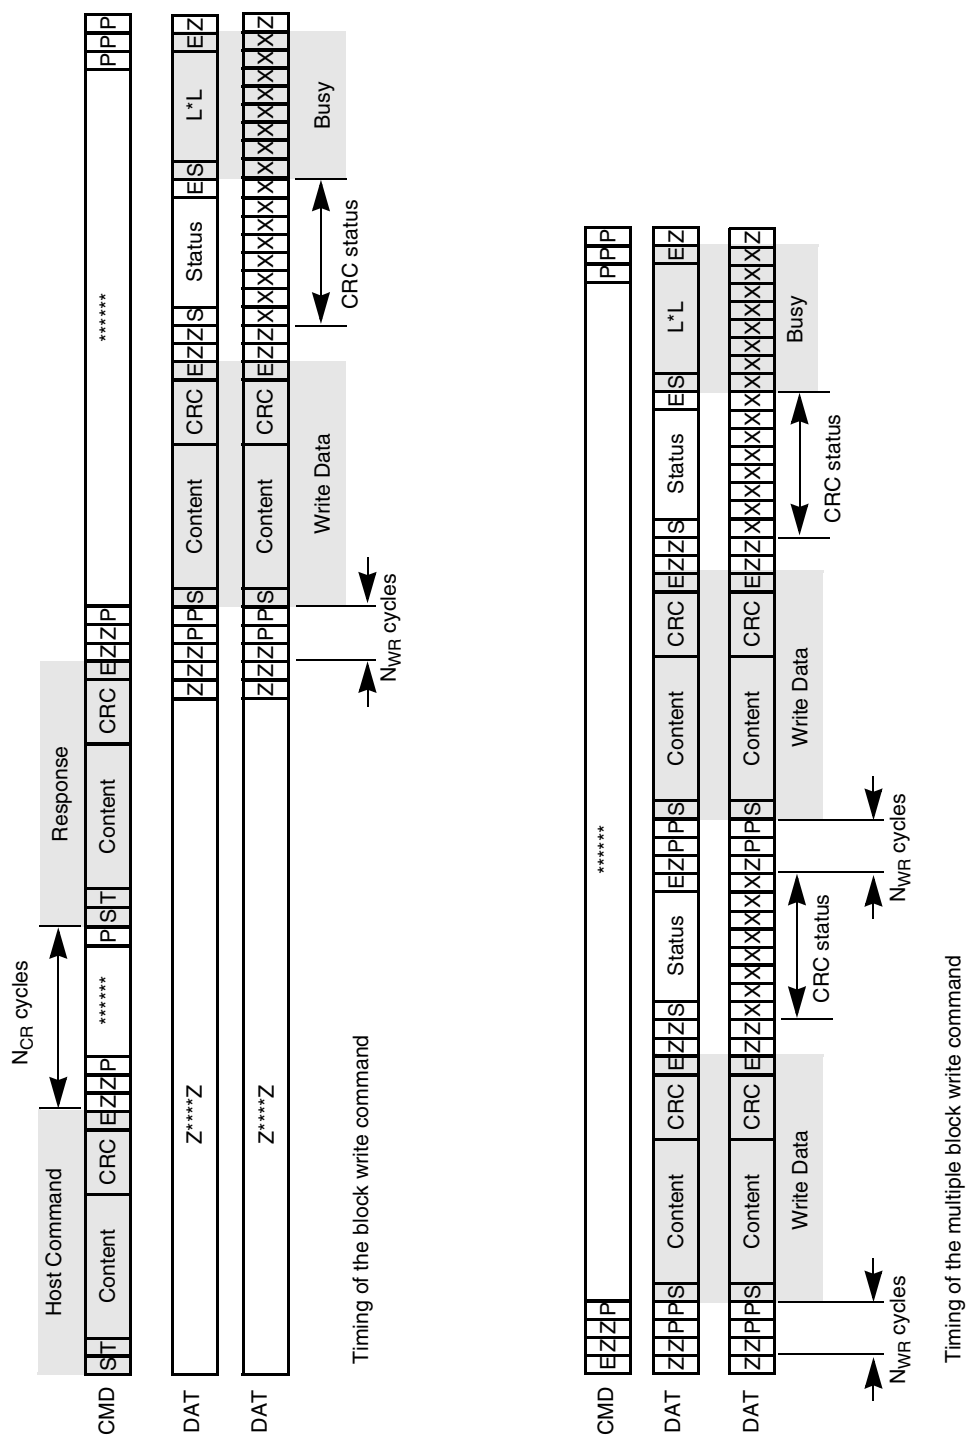 Host Command
N_CR cycles
Response
CMD S T Content CRC E Z Z P ****** P S T Content CRC E Z Z P ****** P P P
DAT Z****Z Z Z Z P P S Content CRC E Z Z S Status E S L*L E Z
DAT Z****Z Z Z Z P P S Content CRC E Z Z X X X X X X X X X X X X X X X X Z
Write Data
CRC status
Busy
N_WR cycles
Timing of the block write command
CMD E Z Z P ****** P P P
DAT Z Z P P S Content CRC E Z Z S Status E Z P P S Content CRC E Z Z S Status E S L*L E Z
DAT Z Z P P S Content CRC E Z Z X X X X X X X X Z P P S Content CRC E Z Z X X X X X X X X X X X X X X X X Z
Write Data
CRC status
Write Data
CRC status
Busy
N_WR cycles
N_WR cycles
Timing of the multiple block write command